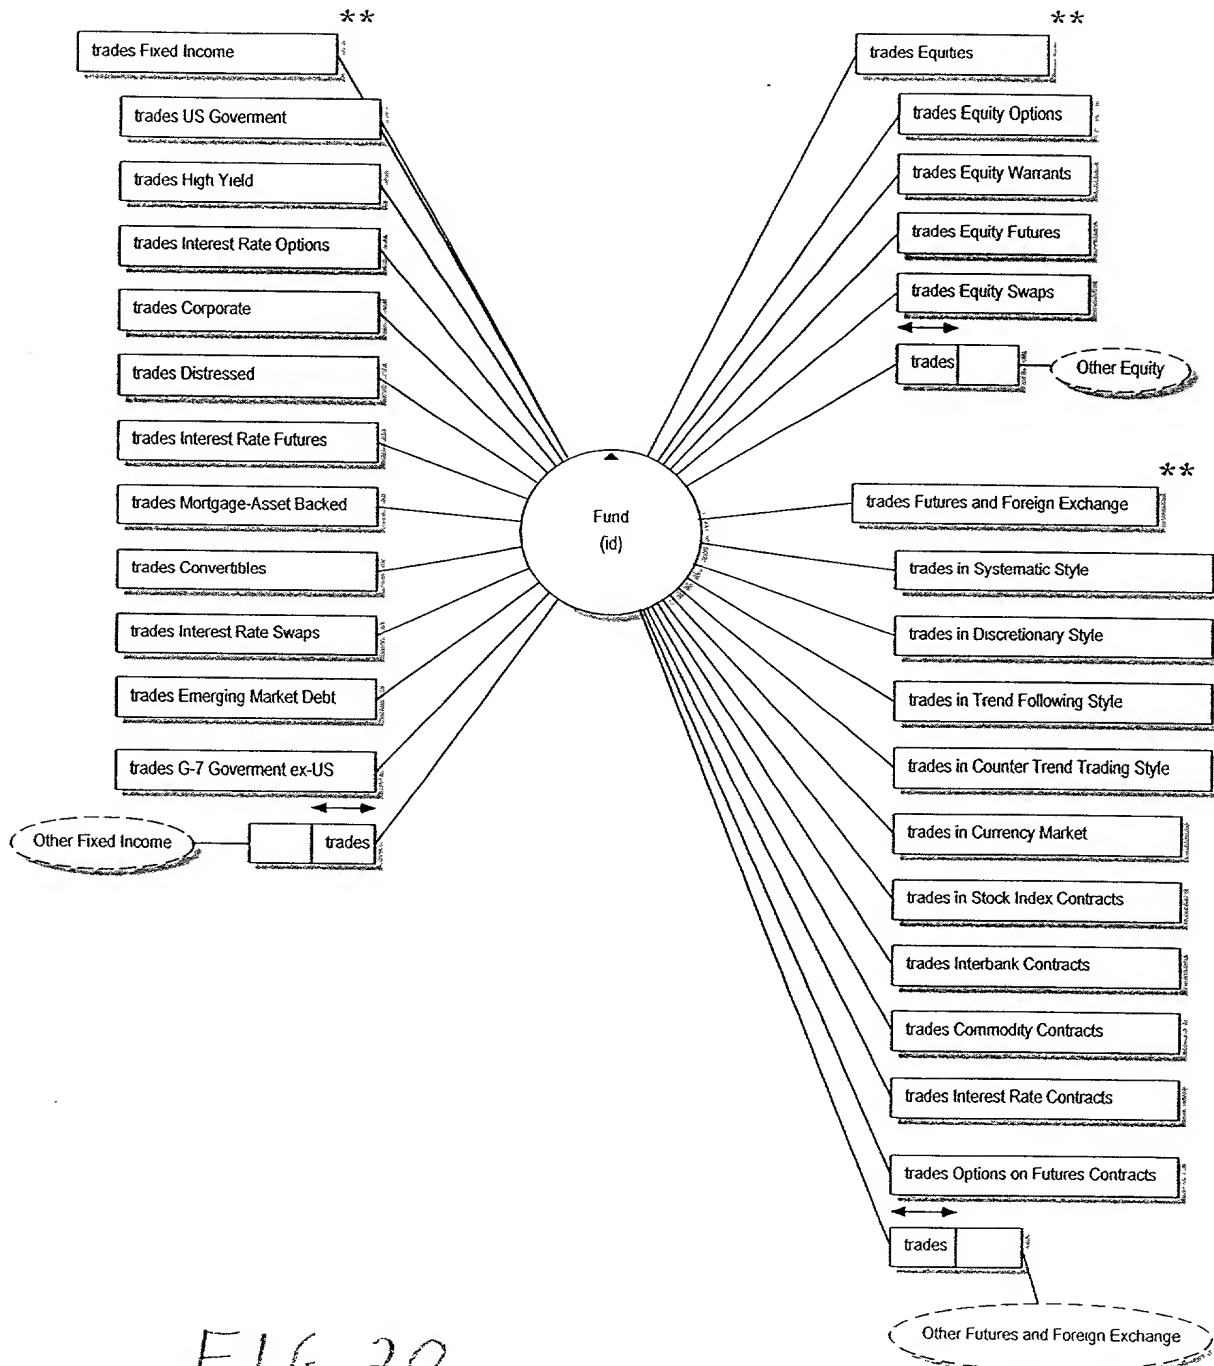 **
trades Fixed Income
trades US Goverment
trades High Yield
trades Interest Rate Options
trades Corporate
trades Distressed
trades Interest Rate Futures
trades Mortgage-Asset Backed
trades Convertibles
trades Interest Rate Swaps
trades Emerging Market Debt
trades G-7 Goverment ex-US
Other Fixed Income
trades
Fund
(id)
**
trades Equities
trades Equity Options
trades Equity Warrants
trades Equity Futures
trades Equity Swaps
trades
Other Equity
**
trades Futures and Foreign Exchange
trades in Systematic Style
trades in Discretionary Style
trades in Trend Following Style
trades in Counter Trend Trading Style
trades in Currency Market
trades in Stock Index Contracts
trades Interbank Contracts
trades Commodity Contracts
trades Interest Rate Contracts
trades Options on Futures Contracts
trades
Other Futures and Foreign Exchange
FIG 20